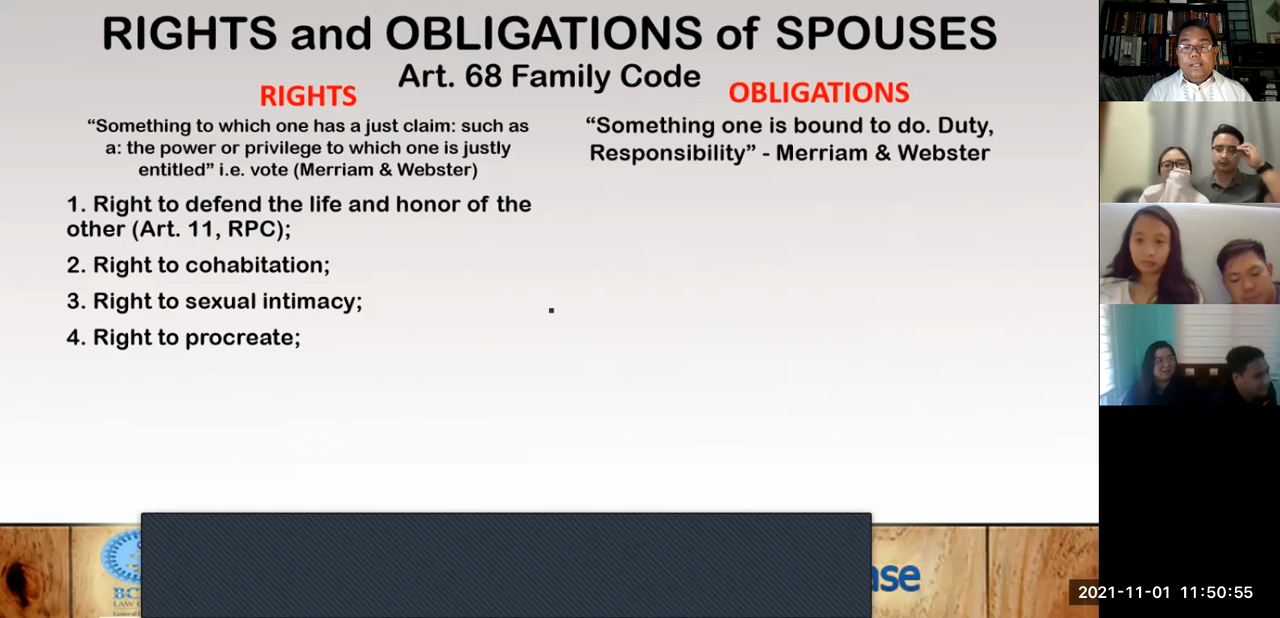 RIGHTS and OBLIGATIONS of SPOUSES
Art. 68 Family Code
RIGHTS
“Something to which one has a just claim: such as
a: the power or privilege to which one is justly
entitled” i.e. vote (Merriam & Webster)
1. Right to defend the life and honor of the
other (Art. 11, RPC);
2. Right to cohabitation;
3. Right to sexual intimacy;
4. Right to procreate;
OBLIGATIONS
“Something one is bound to do. Duty,
Responsibility” - Merriam & Webster
2021-11-01 11:50:55